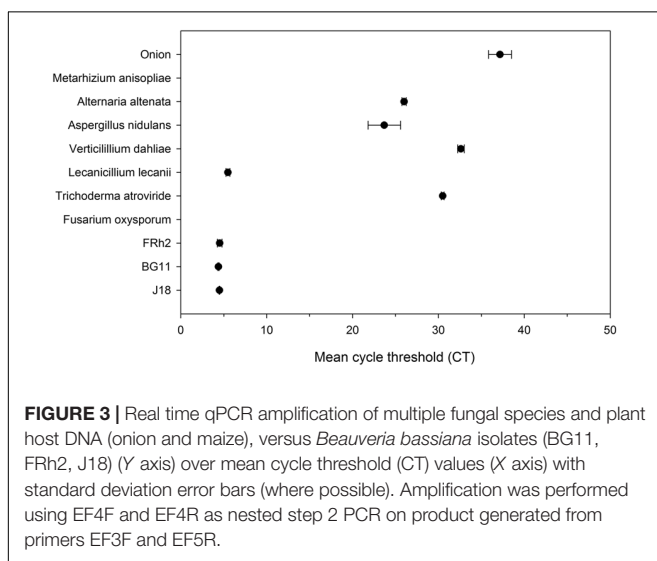 Onion
Metarhizium anisopliae
Alternaria altenata
Aspergillus nidulans
Verticilillium dahliae
Lecanicillium lecanii
Trichoderma atroviride
Fusarium oxysporum
FRh2
BG11
J18
0 10 20 30 40 50
Mean cycle threshold (CT)
FIGURE 3 | Real time qPCR amplification of multiple fungal species and plant
host DNA (onion and maize), versus Beauveria bassiana isolates (BG11,
FRh2, J18) (Y axis) over mean cycle threshold (CT) values (X axis) with
standard deviation error bars (where possible). Amplification was performed
using EF4F and EF4R as nested step 2 PCR on product generated from
primers EF3F and EF5R.